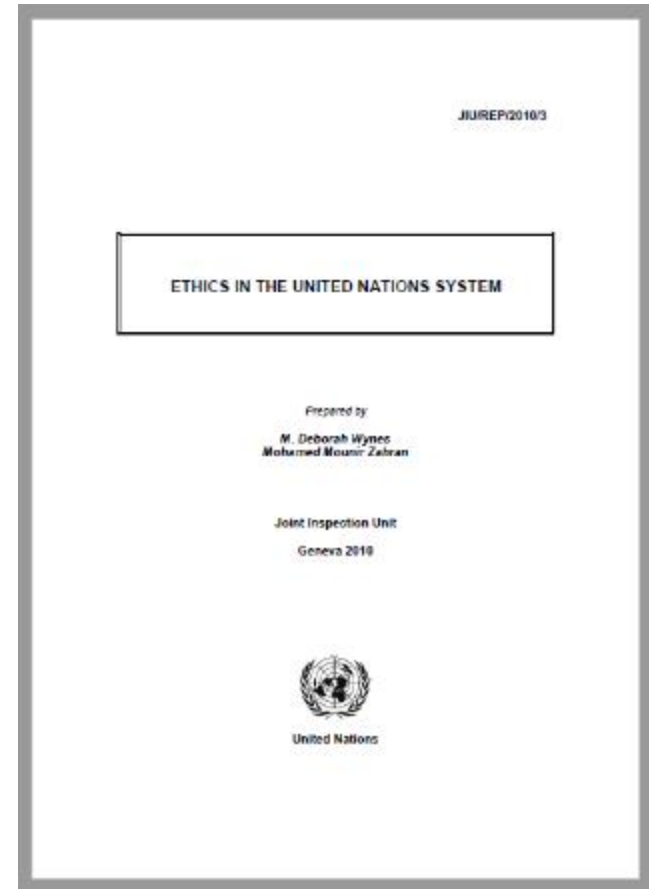 JIU/REP/2010/3
ETHICS IN THE UNITED NATIONS SYSTEM
Prepared by
M. Deborah Wynes
Mohamed Mounir Zahran
Joint Inspection Unit
Geneva 2010
United Nations